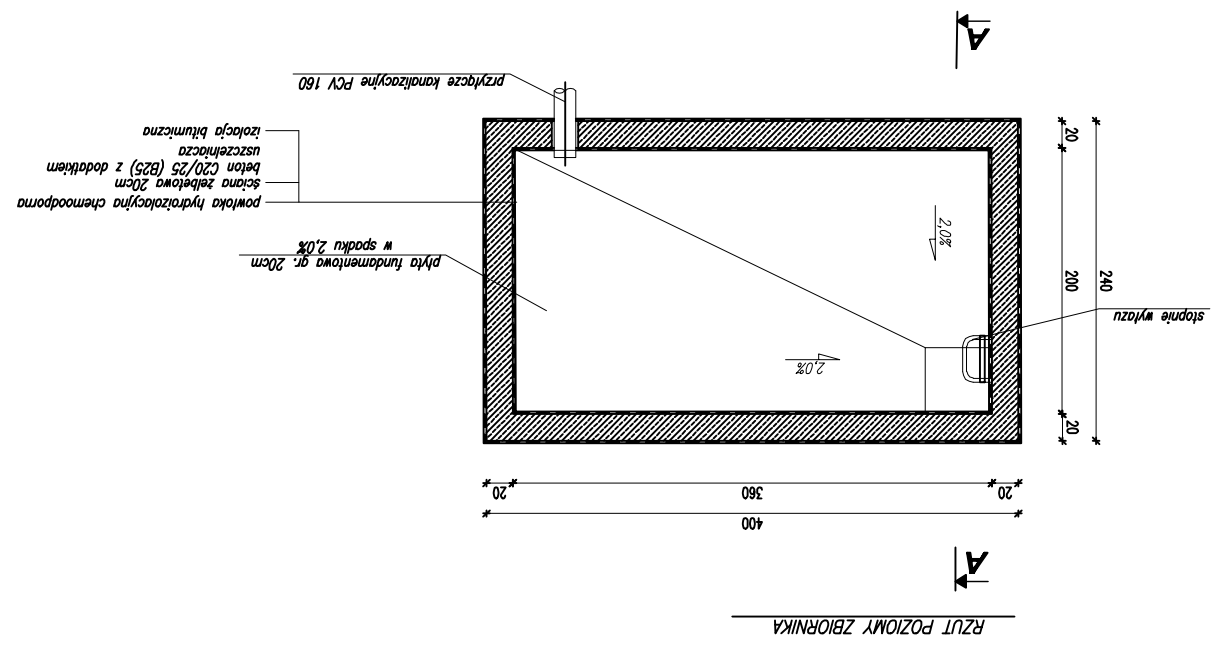 RZUT POZIOMY ZBIORNIKA
A
400
20
360
20
stopnie wyłazu
240
20
200
20
2,0%
2,0%
płyta fundamentowa gr. 20cm
w spadku 2,0%
powłoka hydroizolacyjna chemoodporna
ściana żelbetowa 20cm
beton C20/25 (B25) z dodatkiem
uszczelniacza
izolacja bitumiczna
przyłącze kanalizacyjne PCV 160
A